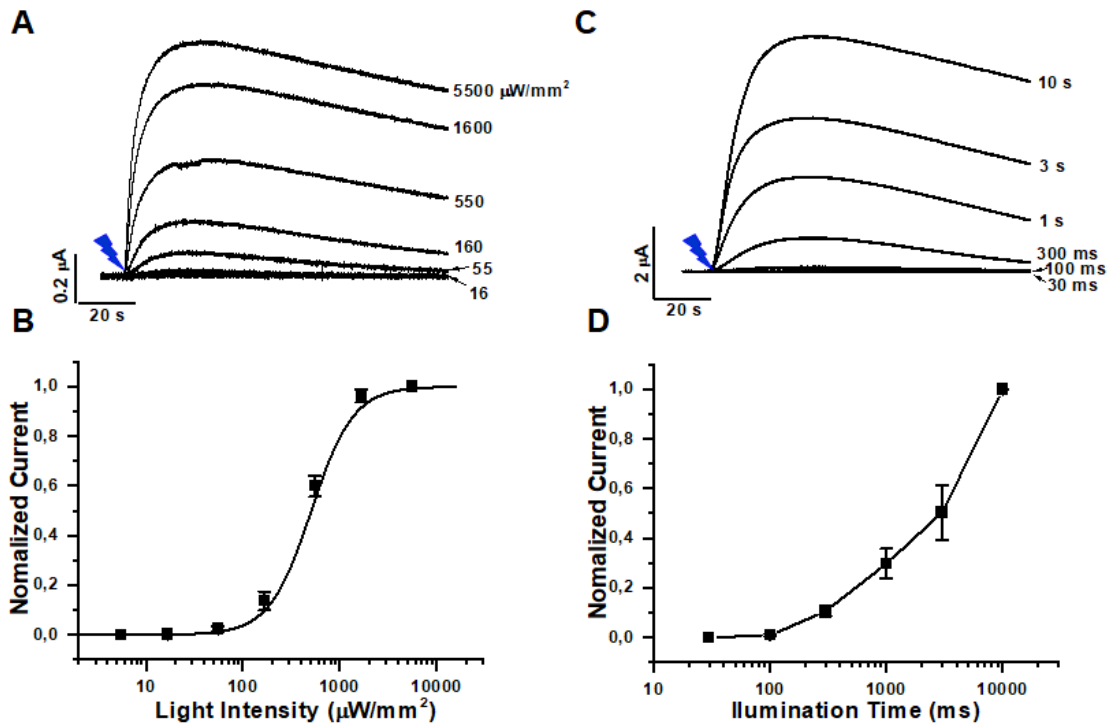 A
5500 μW/mm²
1600
550
160
55
16
0.2 μA
20 s
C
10 s
3 s
1 s
300 ms
100 ms
30 ms
2 μA
20 s
B
Nomalized Current
1,0
0,8
0,6
0,4
0,2
0,0
10 100 1000 10000
Light Intensity (μW/mm²)
D
Nomalized Current
1,0
0,8
0,6
0,4
0,2
0,0
10 100 1000 10000
Ilumination Time (ms)